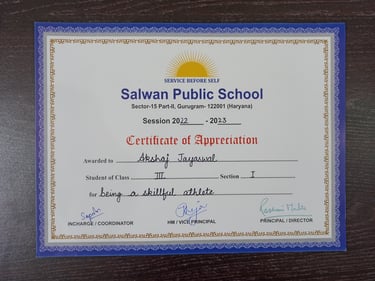 SERVICE BEFORE SELF
Salwan Public School
Sector-15 Part-II, Gurugram- 122001 (Haryana)
Session 2022 - 2023
Certificate of Appreciation
Awarded to Akshaj Jayaswal
Student of Class III Section I
for being a skillful athlete
INCHARGE / COORDINATOR HM / VICE PRINCIPAL PRINCIPAL / DIRECTOR